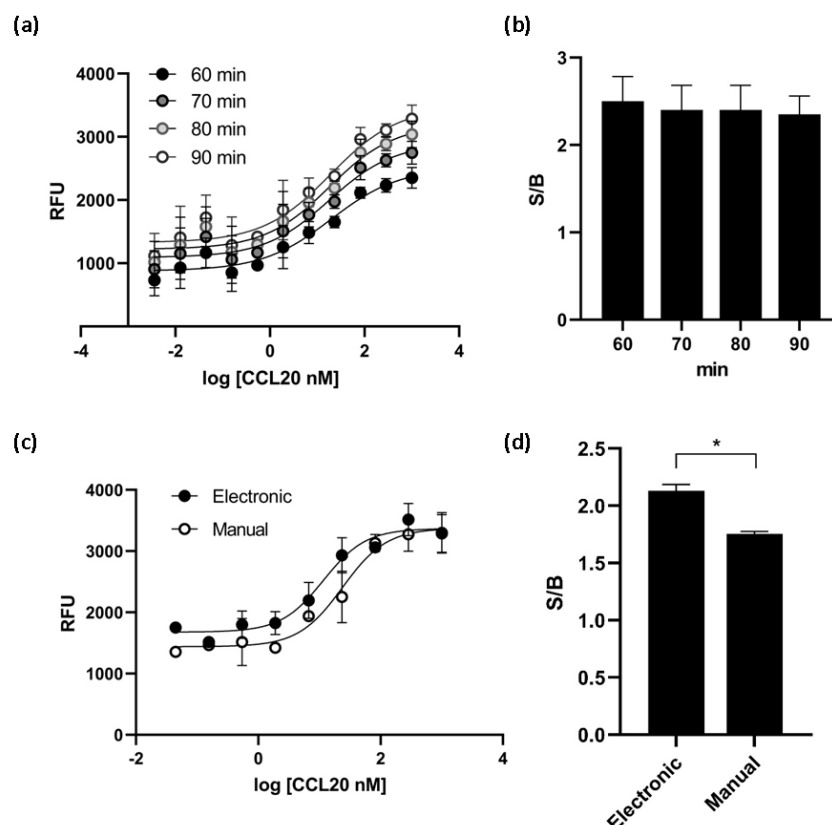 (a)
4000
3000
2000
1000
RFU
60 min
70 min
80 min
90 min
-4
-2
0
2
4
log [CCL20 nM]
(b)
3
2
1
0
S/B
60
70
80
90
min
(c)
4000
3000
2000
1000
0
RFU
Electronic
Manual
-2
0
2
4
log [CCL20 nM]
(d)
2.5
2.0
1.5
1.0
0.5
0.0
S/B
*
Electronic
Manual